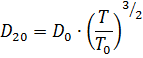 D₂₀ = D₀ · (T/T₀)^3/2